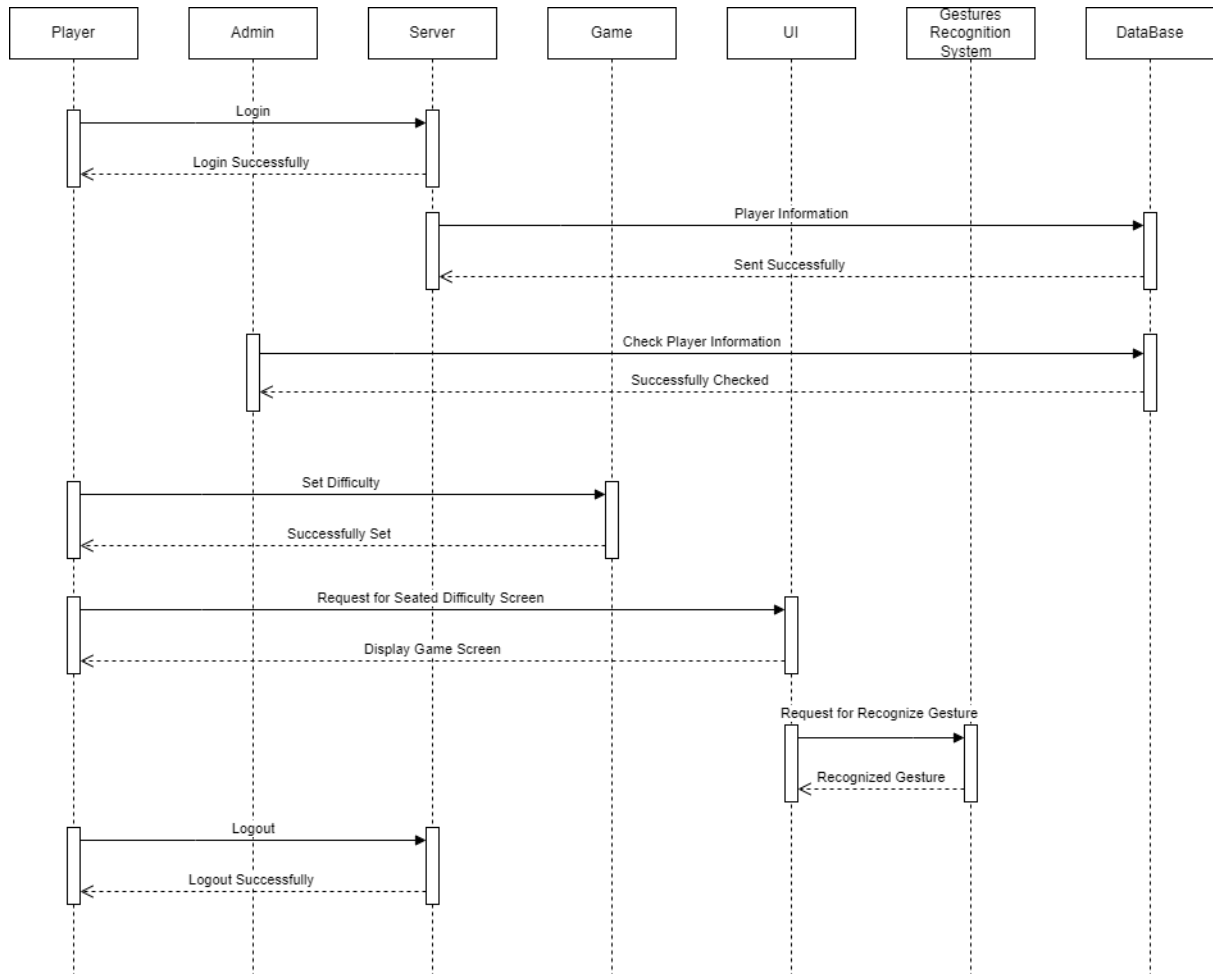 Player
Admin
Server
Game
UI
Gestures
Recognition
System
DataBase
Login
Login Successfully
Player Information
Sent Successfully
Check Player Information
Successfully Checked
Set Difficulty
Successfully Set
Request for Seated Difficulty Screen
Display Game Screen
Request for Recognize Gesture
Recognized Gesture
Logout
Logout Successfully